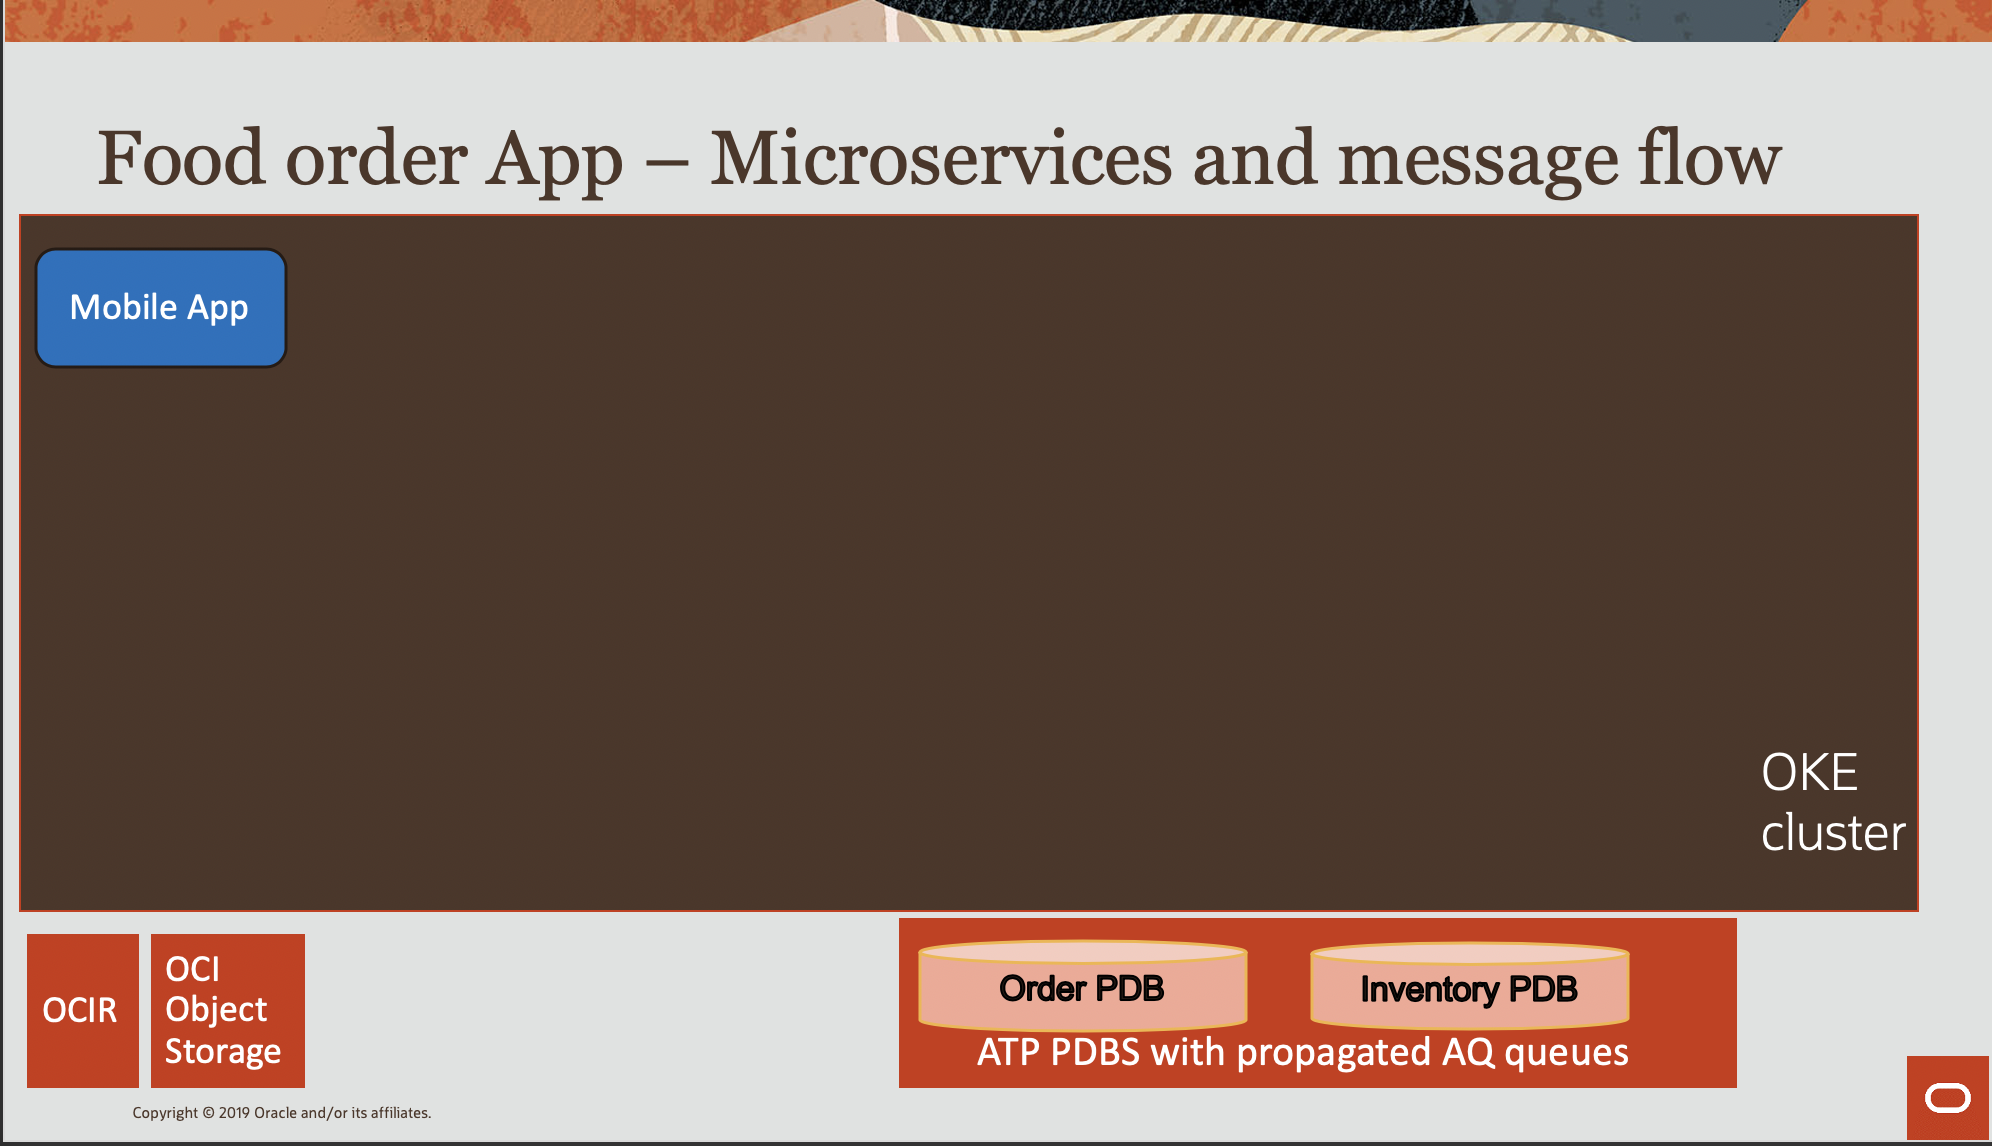 Food order App – Microservices and message flow
Mobile App
OKE
cluster
OCIR
OCI
Object
Storage
Order PDB
Inventory PDB
ATP PDBS with propagated AQ queues
Copyright © 2019 Oracle and/or its affiliates.